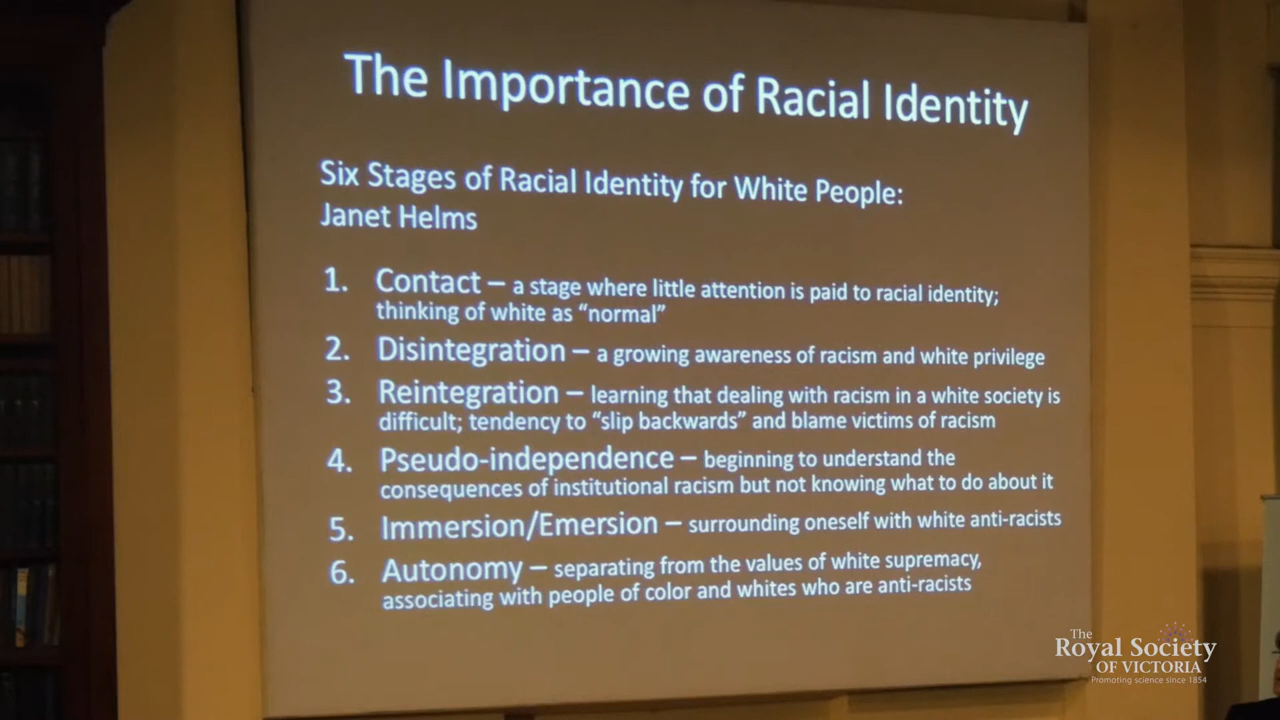 The Importance of Racial Identity
Six Stages of Racial Identity for White People:
Janet Helms
1. Contact – a stage where little attention is paid to racial identity;
thinking of white as “normal”
2. Disintegration – a growing awareness of racism and white privilege
3. Reintegration – learning that dealing with racism in a white society is
difficult; tendency to “slip backwards” and blame victims of racism
4. Pseudo-independence – beginning to understand the
consequences of institutional racism but not knowing what to do about it
5. Immersion/Emersion – surrounding oneself with white anti-racists
6. Autonomy – separating from the values of white supremacy,
associating with people of color and whites who are anti-racists
The
Royal Society
OF VICTORIA
Promoting science since 1854